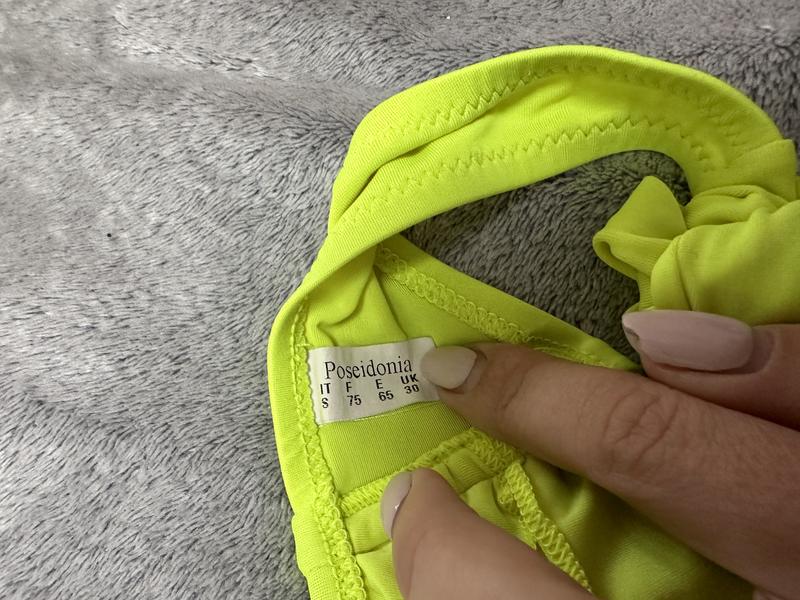 Poseidonia
IT F E UK
S 75 65 30